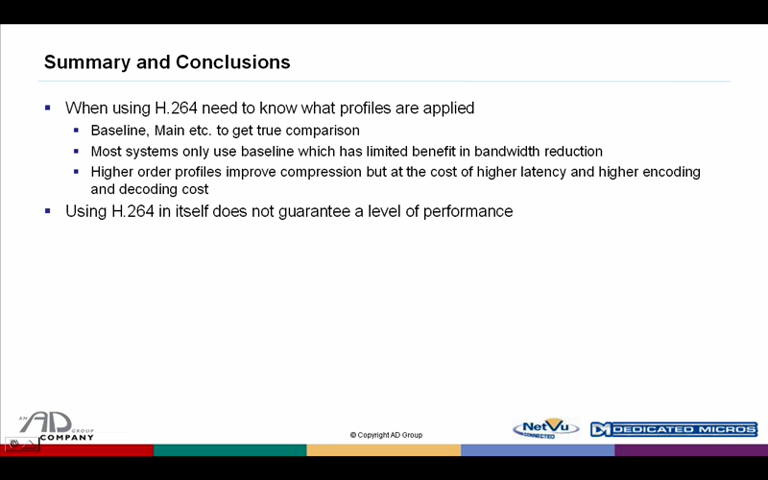 Summary and Conclusions
When using H.264 need to know what profiles are applied
Baseline, Main etc. to get true comparison
Most systems only use baseline which has limited benefit in bandwidth reduction
Higher order profiles improve compression but at the cost of higher latency and higher encoding
and decoding cost
Using H.264 in itself does not guarantee a level of performance
AN
AD
GROUP
COMPANY
© Copyright AD Group
NetVu
CONNECTED
DEDICATED MICROS